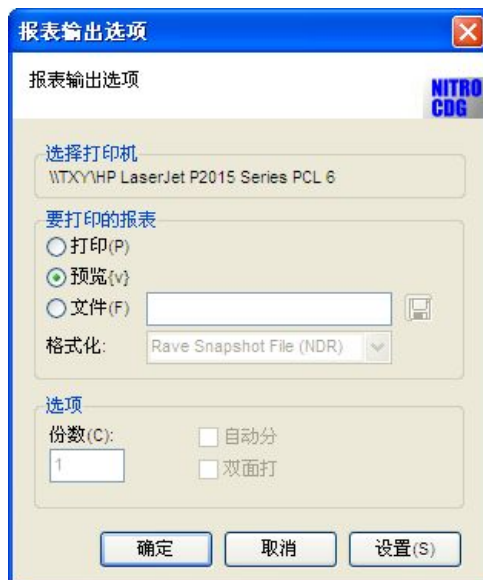 报表输出选项
报表输出选项
NITRO
CDG
选择打印机
\\TXY\HP LaserJet P2015 Series PCL 6
要打印的报表
打印(P)
预览{v}
文件(F)
格式化: Rave Snapshot File (NDR)
选项
份数(C): 自动分
1 双面打
确定 取消 设置(S)